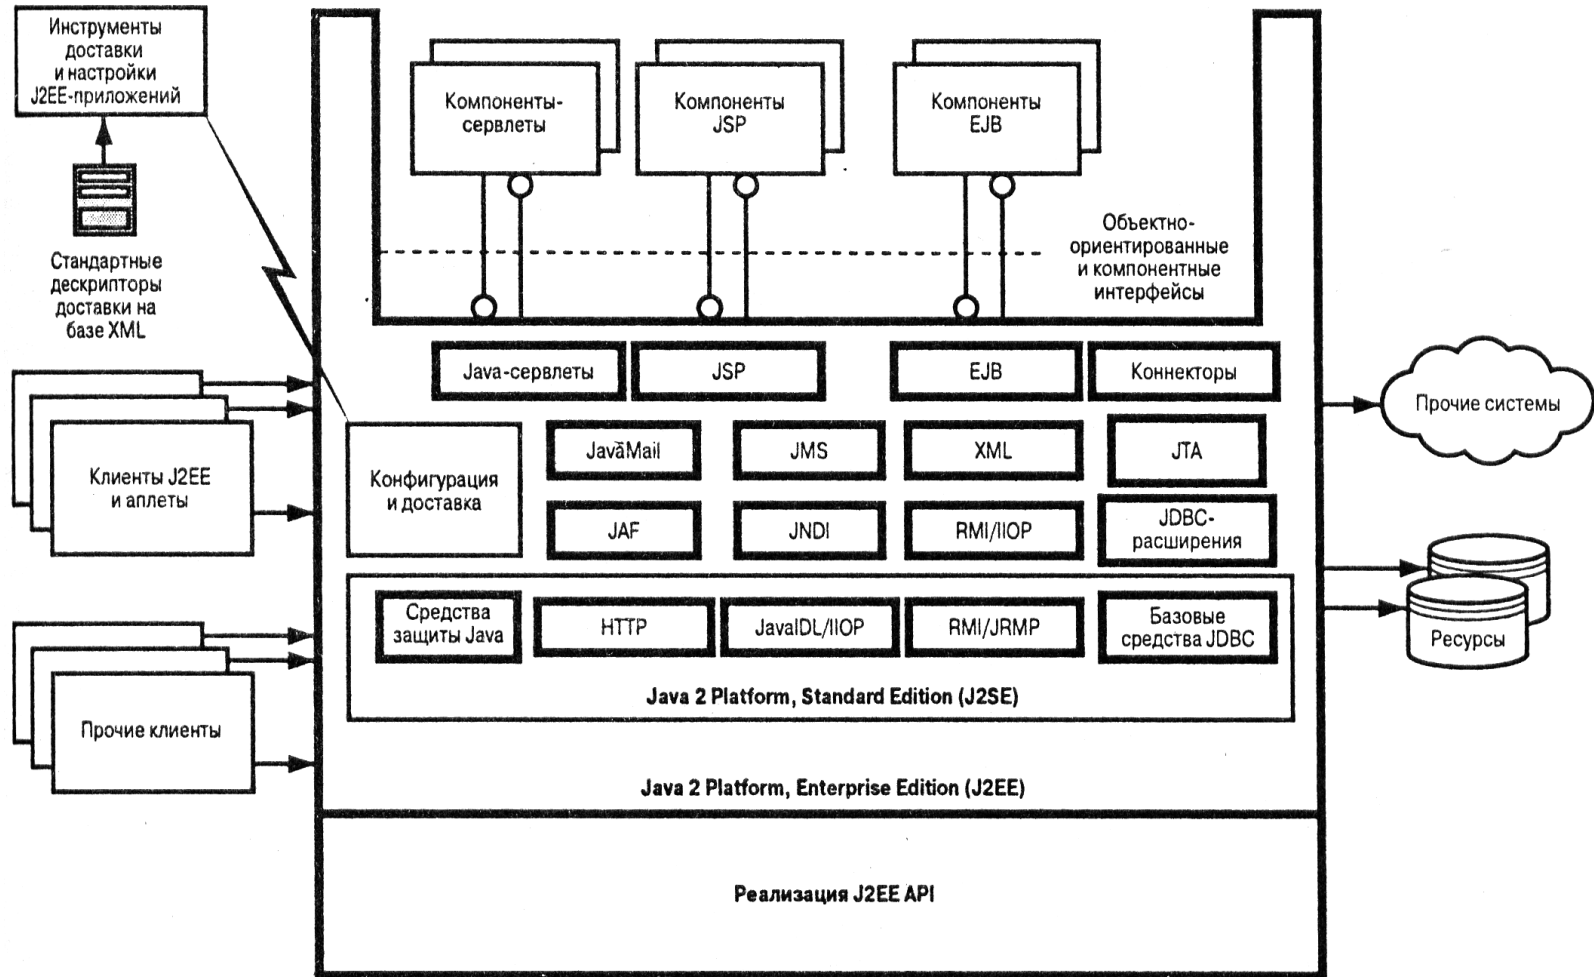 Инструменты
доставки
и настройки
J2EE-приложений
Стандартные
дескрипторы
доставки на
базе XML
Компоненты-
сервлеты
Компоненты
JSP
Компоненты
EJB
Объектно-
ориентированные
и компонентные
интерфейсы
Java-сервлеты
JSP
EJB
Коннекторы
Клиенты J2EE
и аплеты
Конфигурация
и доставка
JavaMail
JMS
XML
JTA
JAF
JNDI
RMI/IIOP
JDBC-
расширения
Прочие системы
Средства
защиты Java
HTTP
JavaIDL/IIOP
RMI/JRMP
Базовые
средства JDBC
Java 2 Platform, Standard Edition (J2SE)
Ресурсы
Прочие клиенты
Java 2 Platform, Enterprise Edition (J2EE)
Реализация J2EE API